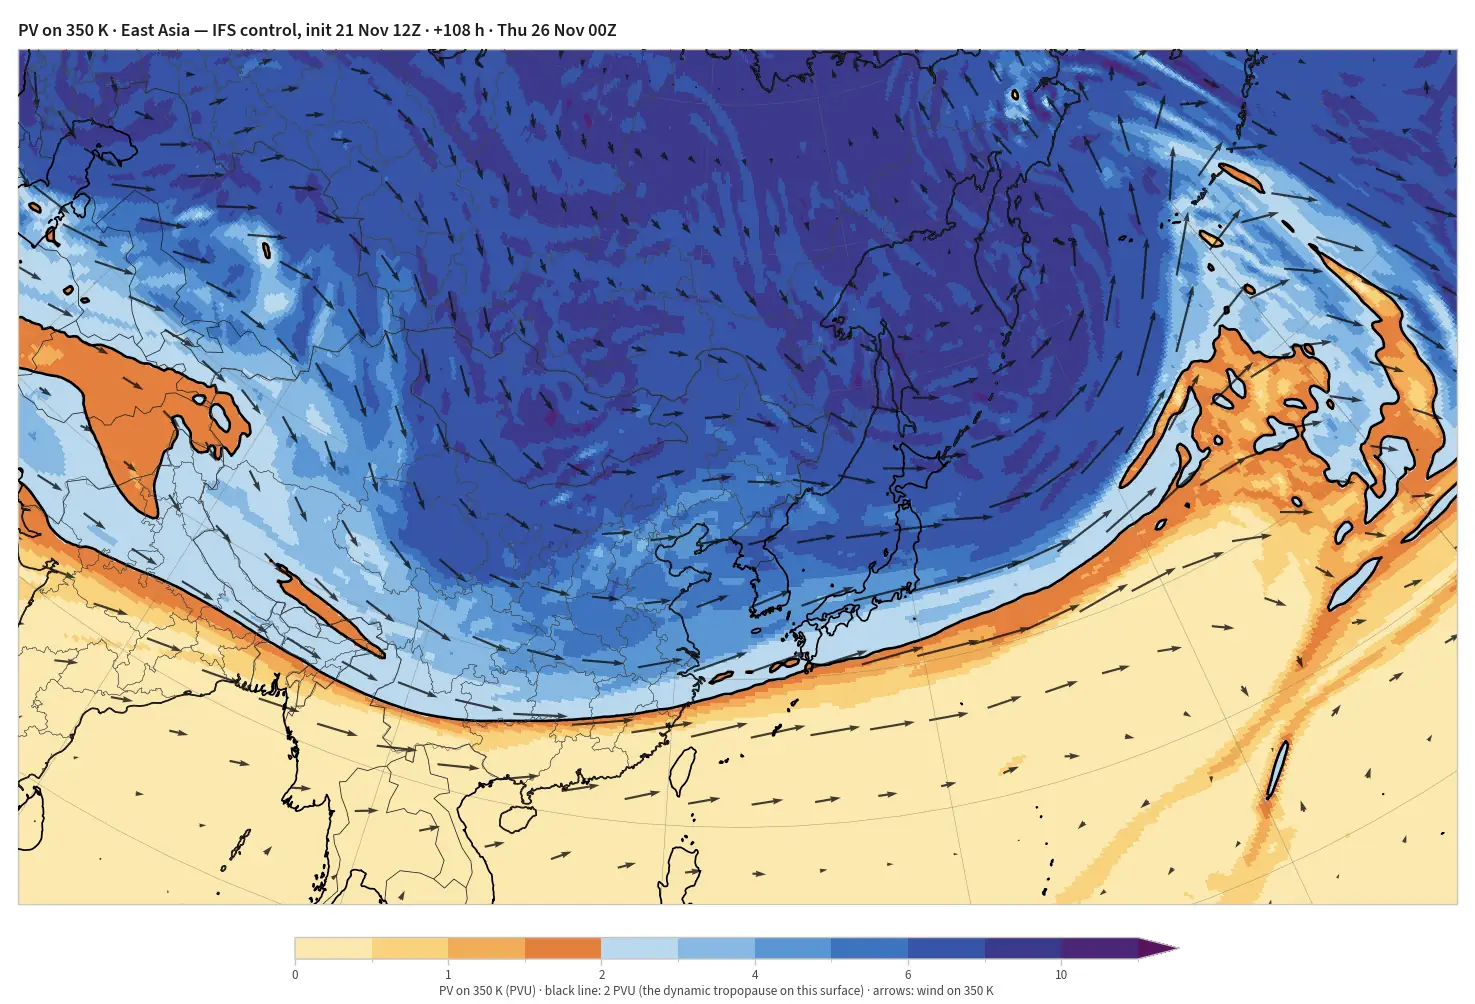 PV on 350 K · East Asia — IFS control, init 21 Nov 12Z · +108 h · Thu 26 Nov 00Z
0 1 2 4 6 10
PV on 350 K (PVU) · black line: 2 PVU (the dynamic tropopause on this surface) · arrows: wind on 350 K